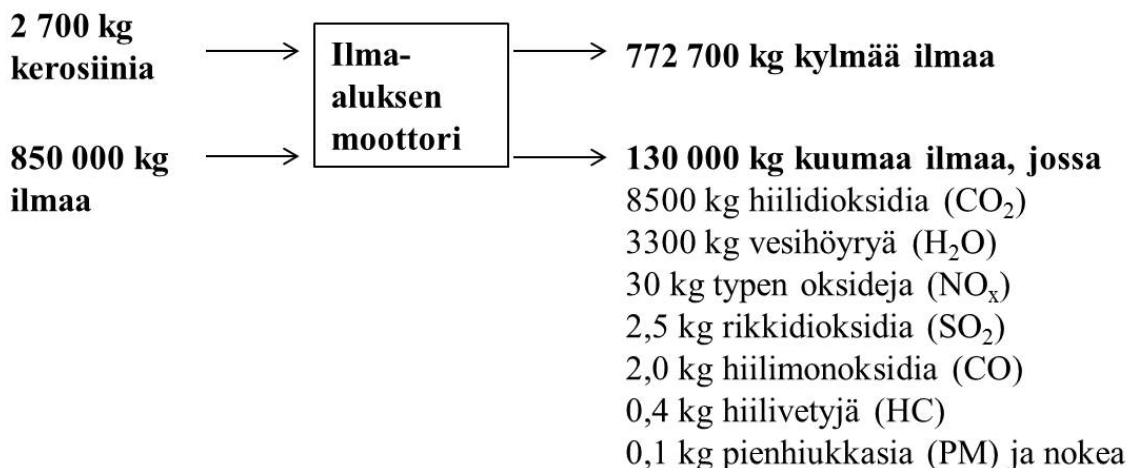 2 700 kg
kerosiinia
850 000 kg
ilmaa
Ilma-
aluksen
moottori
772 700 kg kylmää ilmaa
130 000 kg kuumaa ilmaa, jossa
8500 kg hiilidioksidia (CO₂)
3300 kg vesihöyryä (H₂O)
30 kg typen oksideja (NOₓ)
2,5 kg rikkidioksidia (SO₂)
2,0 kg hiilimonoksidia (CO)
0,4 kg hiilivetyjä (HC)
0,1 kg pienhiukkasia (PM) ja nokea